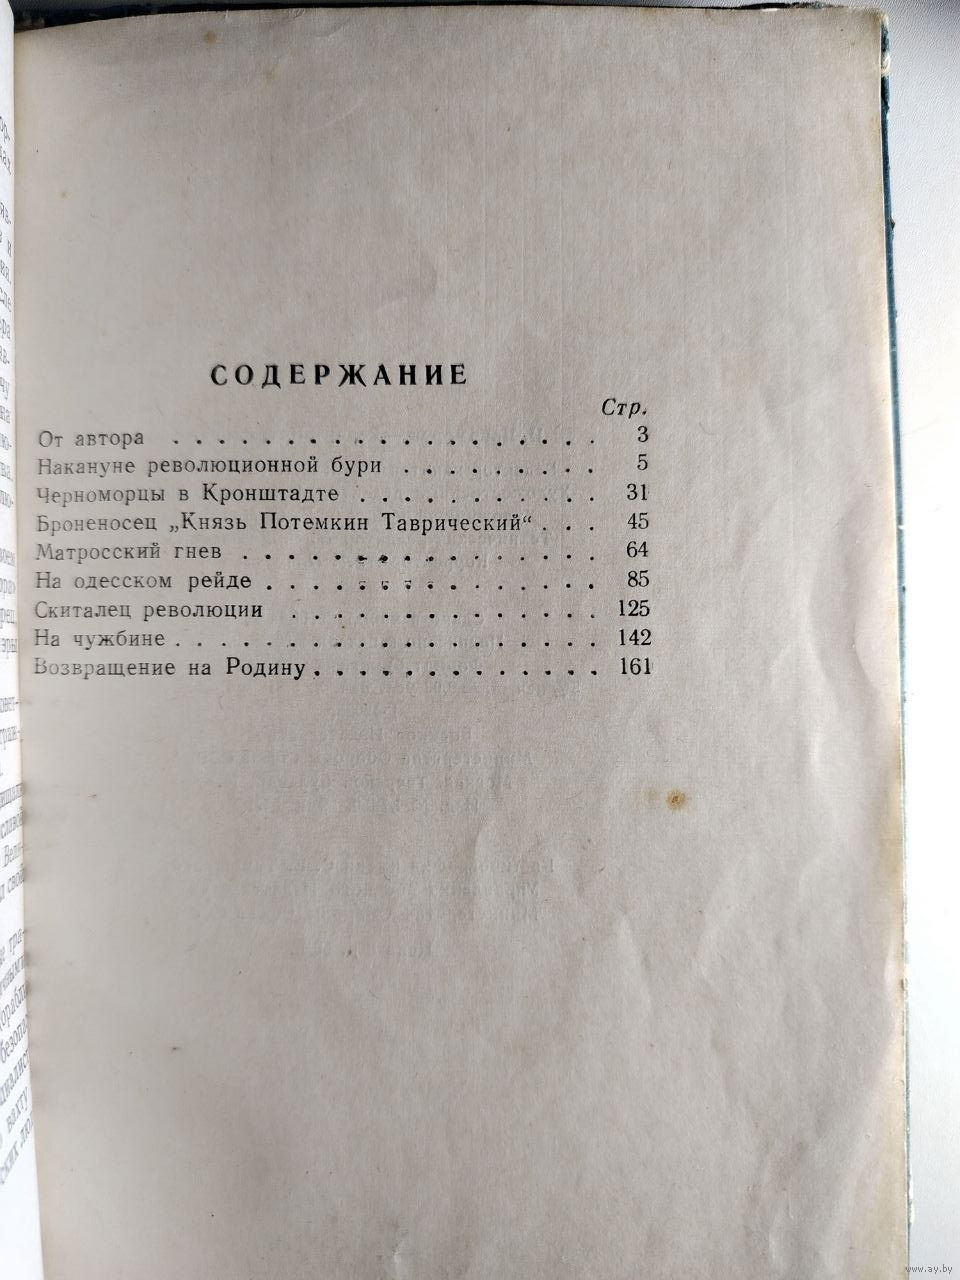 СОДЕРЖАНИЕ
Стр.
От автора . . . . . . . . . . . . . . . . . . . 3
Накануне революционной бури . . . . . . . . . 5
Черноморцы в Кронштадте . . . . . . . . . . . 31
Броненосец „Князь Потемкин Таврический“ . . . 45
Матросский гнев . . . . . . . . . . . . . . . . 64
На одесском рейде . . . . . . . . . . . . . . . 85
Скиталец революции . . . . . . . . . . . . . . 125
На чужбине . . . . . . . . . . . . . . . . . . . 142
Возвращение на Родину . . . . . . . . . . . . . 161
www.ay.by